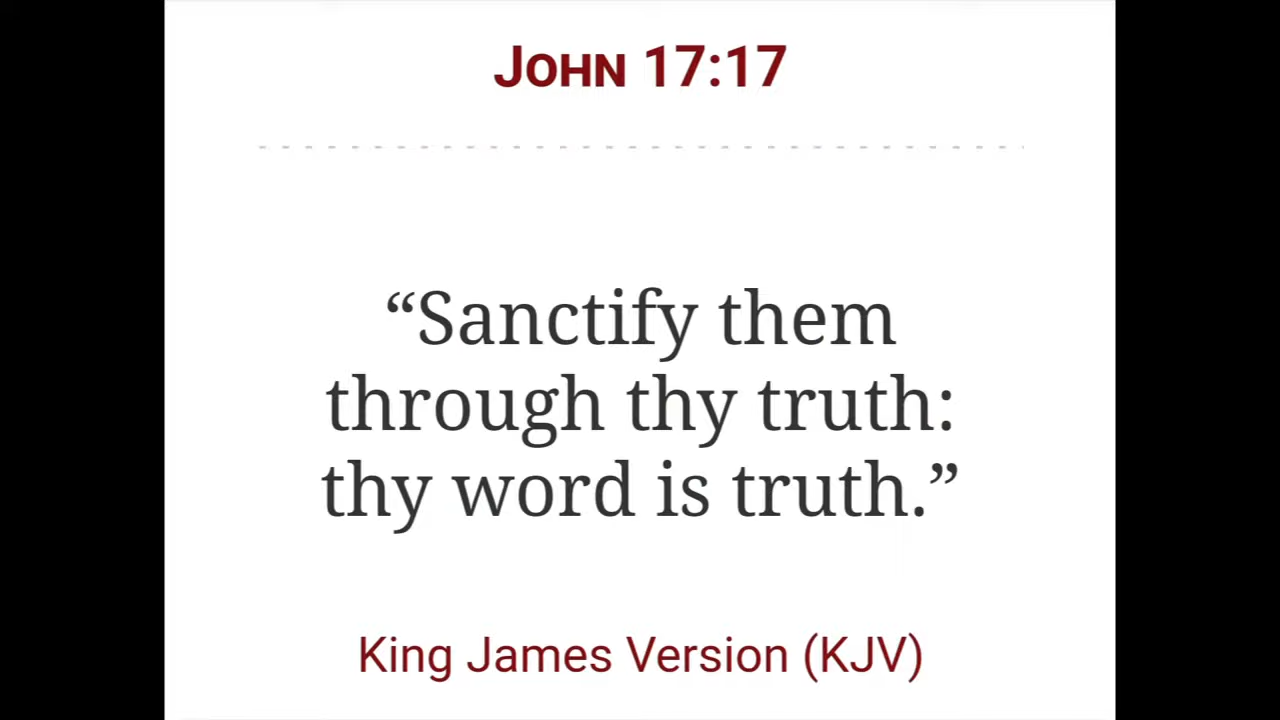 John 17:17
“Sanctify them
through thy truth:
thy word is truth.”
King James Version (KJV)